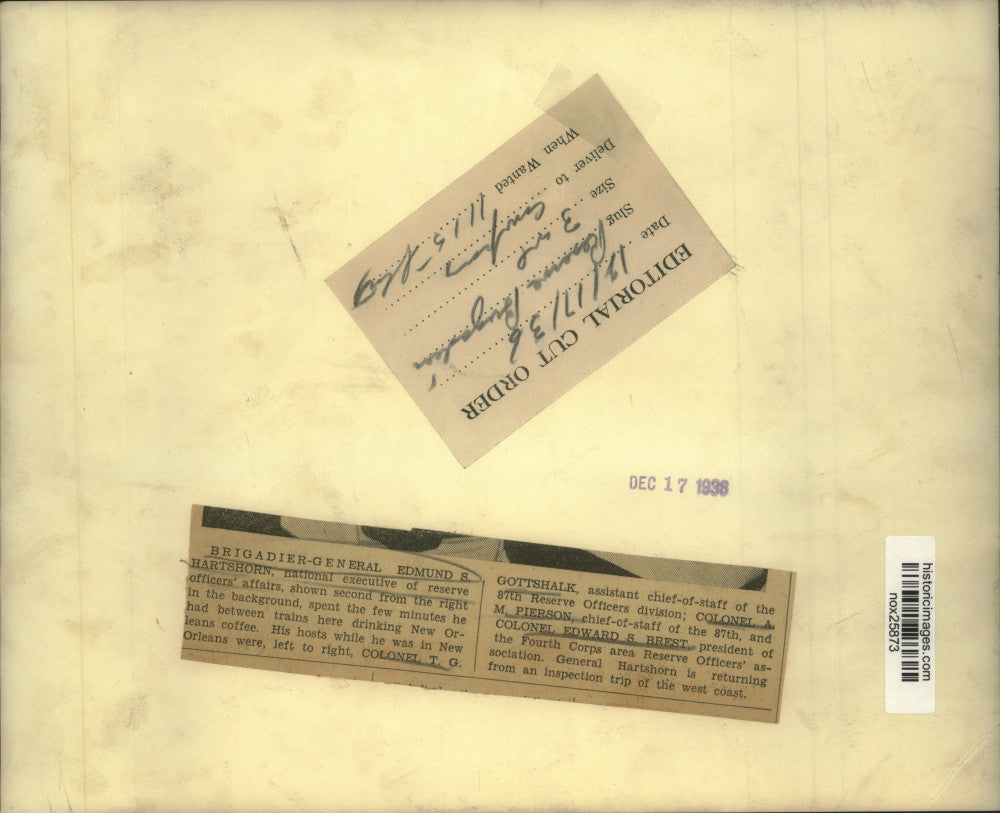 EDITORIAL CUT ORDER
Date 12/17/36
Slug Reserve
Size 3 col
Deliver to
When Wanted 11 15
DEC 17 1936
BRIGADIER-GENERAL EDMUND S.
HARTSHORN, national executive of reserve
officers' affairs, shown second from the right
in the background, spent the few minutes he
had between trains here drinking New Or-
leans coffee. His hosts while he was in New
Orleans were, left to right, COLONEL T. G.
GOTTSHALK, assistant chief-of-staff of the
87th Reserve Officers division; COLONEL A.
M. PIERSON, chief-of-staff of the 87th, and
COLONEL EDWARD S. BREST, president of
the Fourth Corps area Reserve Officers' as-
sociation. General Hartshorn is returning
from an inspection trip of the west coast.
historicimages.com
nox25873